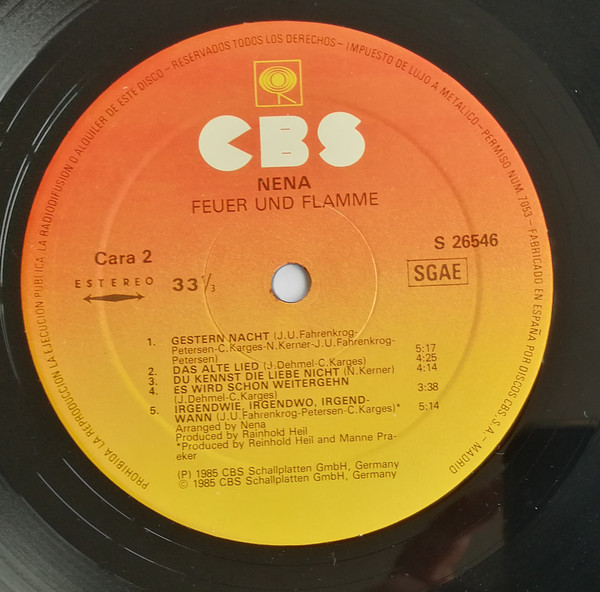 PROHIBIDA LA REPRODUCCION LA EJECUCION PUBLICA LA RADIODIFUSION O ALQUILER DE ESTE DISCO - RESERVADOS TODOS LOS DERECHOS - IMPUESTO DE LUJO A METALICO - PERMISO NUM. 7053 - FABRICADO EN ESPAÑA POR DISCOS CBS, S.A. - MADRID
CBS
NENA
FEUER UND FLAMME
Cara 2
S 26546
ESTEREO
33 1/3
SGAE
1. GESTERN NACHT (J.U.Fahrenkrog-
Petersen-C.Karges-N.Kerner-J.U.Fahrenkrog-
Petersen) 5:17
2. DAS ALTE LIED (J.Dehmel-C.Karges) 4:25
3. DU KENNST DIE LIEBE NICHT (N.Kerner) 4:14
4. ES WIRD SCHON WEITERGEHN
(J.Dehmel-C.Karges) 3:38
5. IRGENDWIE, IRGENDWO, IRGEND-
WANN (J.U.Fahrenkrog-Petersen-C.Karges)* 5:14
Arranged by Nena
Produced by Rainhold Heil
*Produced by Reinhold Heil and Manne Pra-
eker
(P) 1985 CBS Schallplatten GmbH, Germany
© 1985 CBS Schallplatten GmbH, Germany